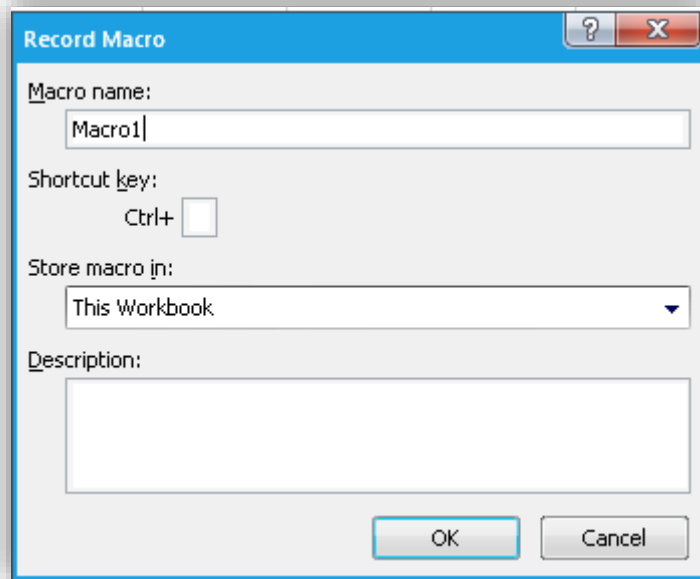 Record Macro
?
Macro name:
Macro1
Shortcut key:
Ctrl+
Store macro in:
This Workbook
Description:
OK Cancel